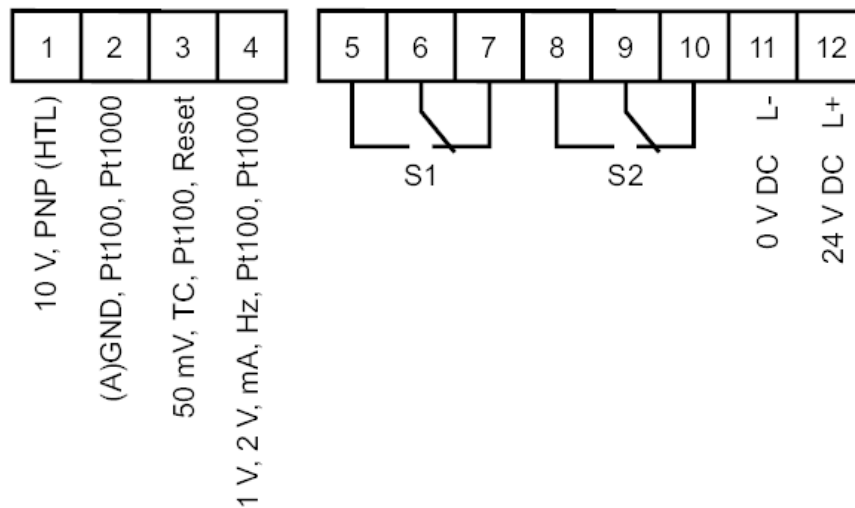 1 2 3 4 5 6 7 8 9 10 11 12
10 V, PNP (HTL)
(A)GND, Pt100, Pt1000
50 mV, TC, Pt100, Reset
1 V, 2 V, mA, Hz, Pt100, Pt1000
S1
S2
0 V DC L-
24 V DC L+